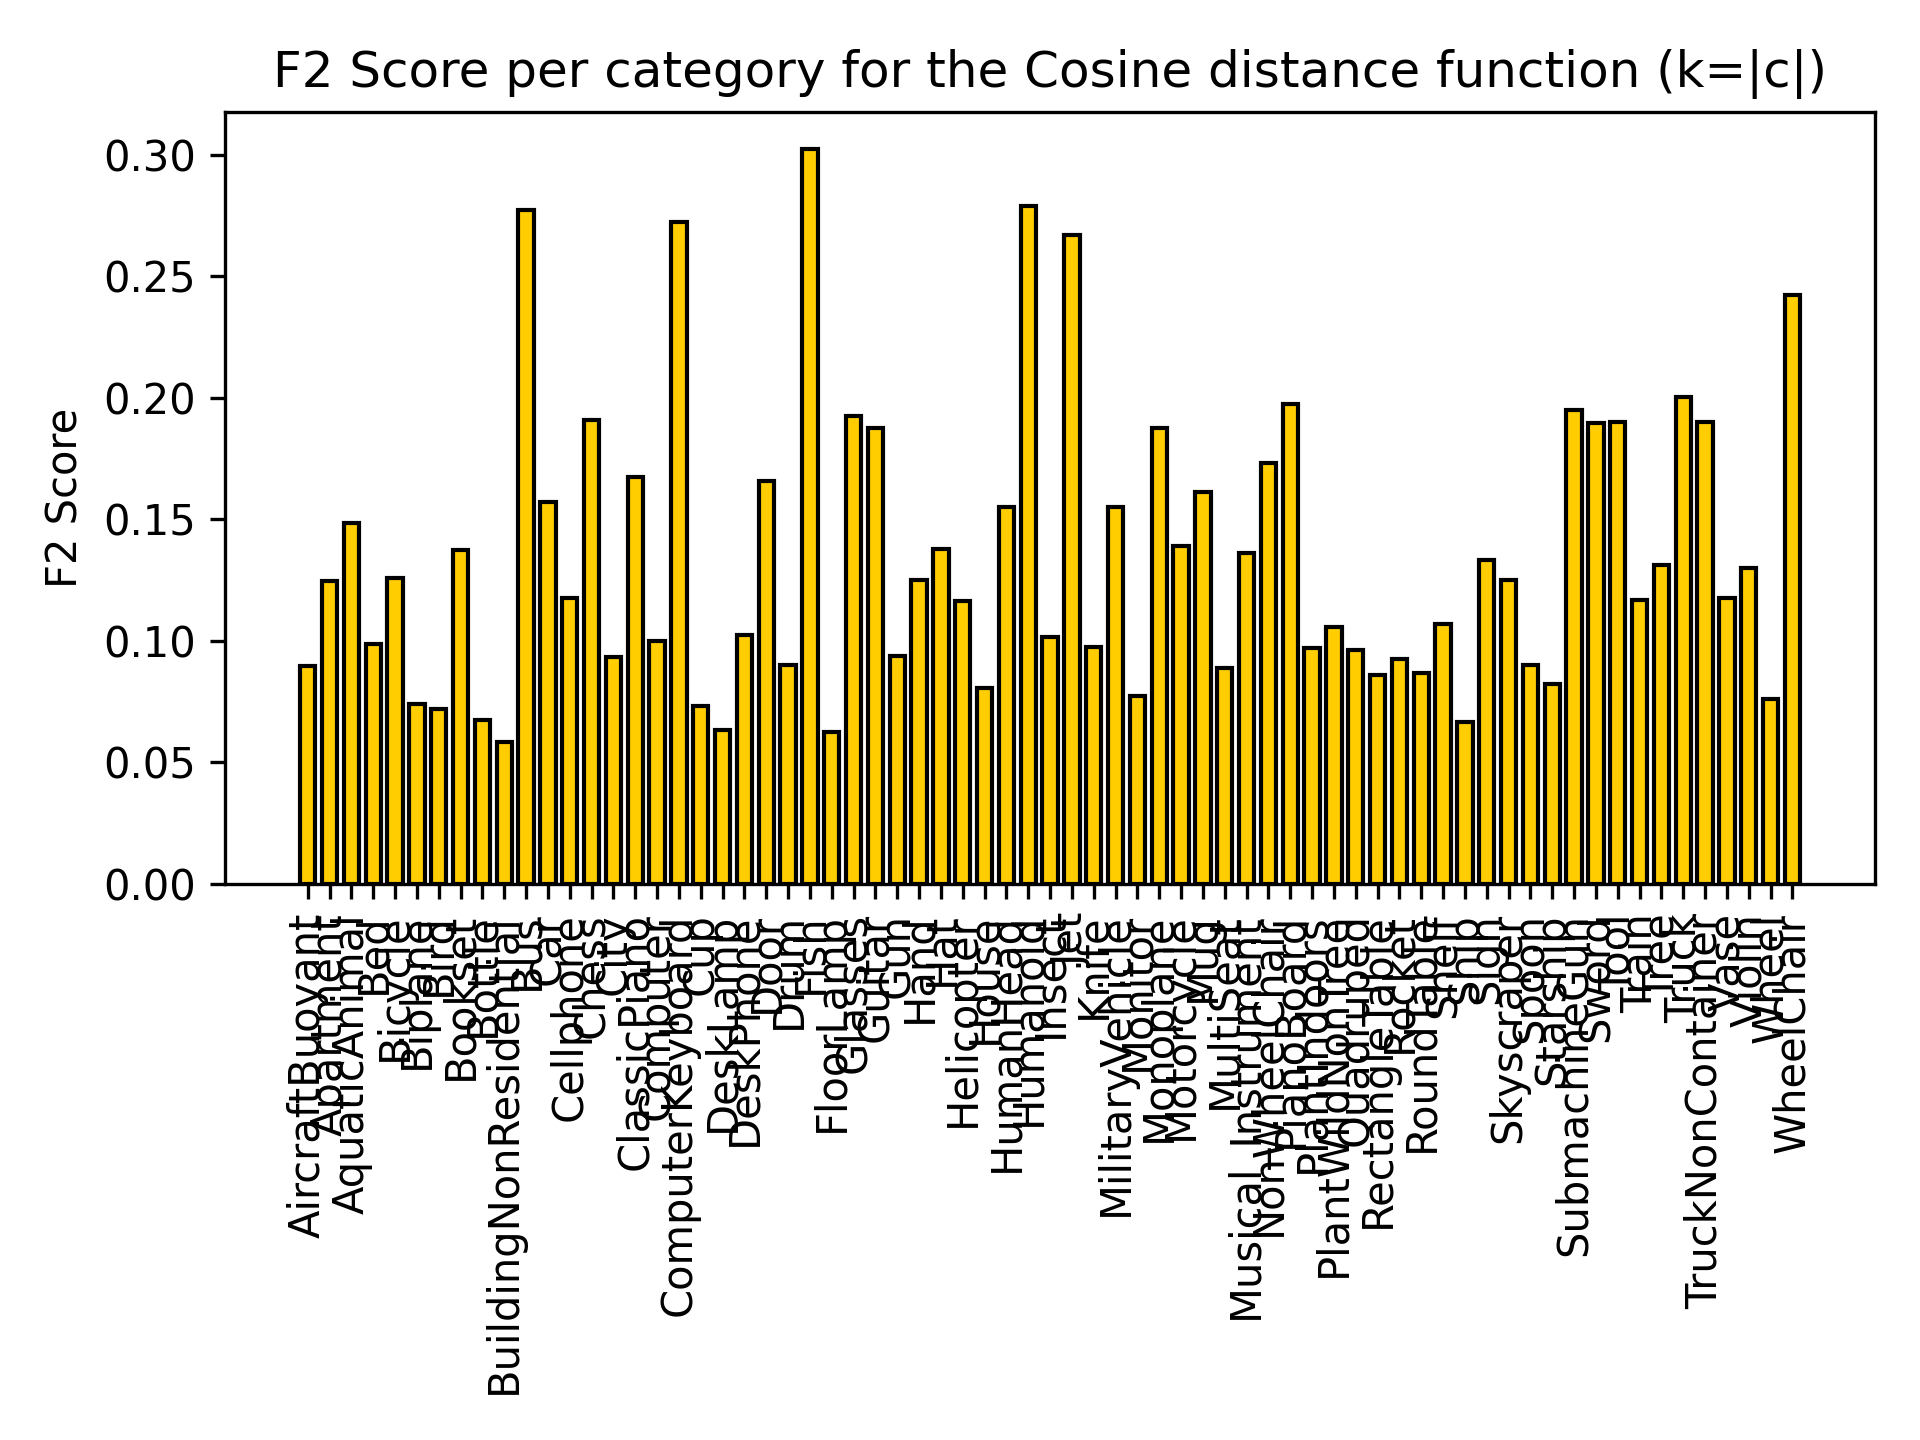 F2 Score per category for the Cosine distance function (k=|c|)
F2 Score
0.30
0.25
0.20
0.15
0.10
0.05
0.00
AircraftBuoyant
Apartment
AquaticAnimal
Bed
Bicycle
Biplane
Bird
Bookset
Bottle
BuildingNonResidential
Bus
Car
Cellphone
Chess
City
ClassicPiano
Computer
ComputerKeyboard
Cup
DeskLamp
DeskPhone
Door
Drum
Fish
FloorLamp
Glasses
Guitar
Gun
Hand
Hat
Helicopter
House
HumanHead
Humanoid
Insect
Jet
Knife
MilitaryVehicle
Monitor
Monoplane
Motorcycle
Mug
MultiSeat
Musical_Instrument
NonWheelChair
PianoBoard
PlantIndoors
PlantWildNonTree
Quadruped
RectangleTable
Rocket
RoundTable
Shelf
Ship
Sign
Skyscraper
Spoon
Starship
SubmachineGun
Sword
Tool
Train
Tree
Truck
TruckNonContainer
Vase
Violin
Wheel
WheelChair